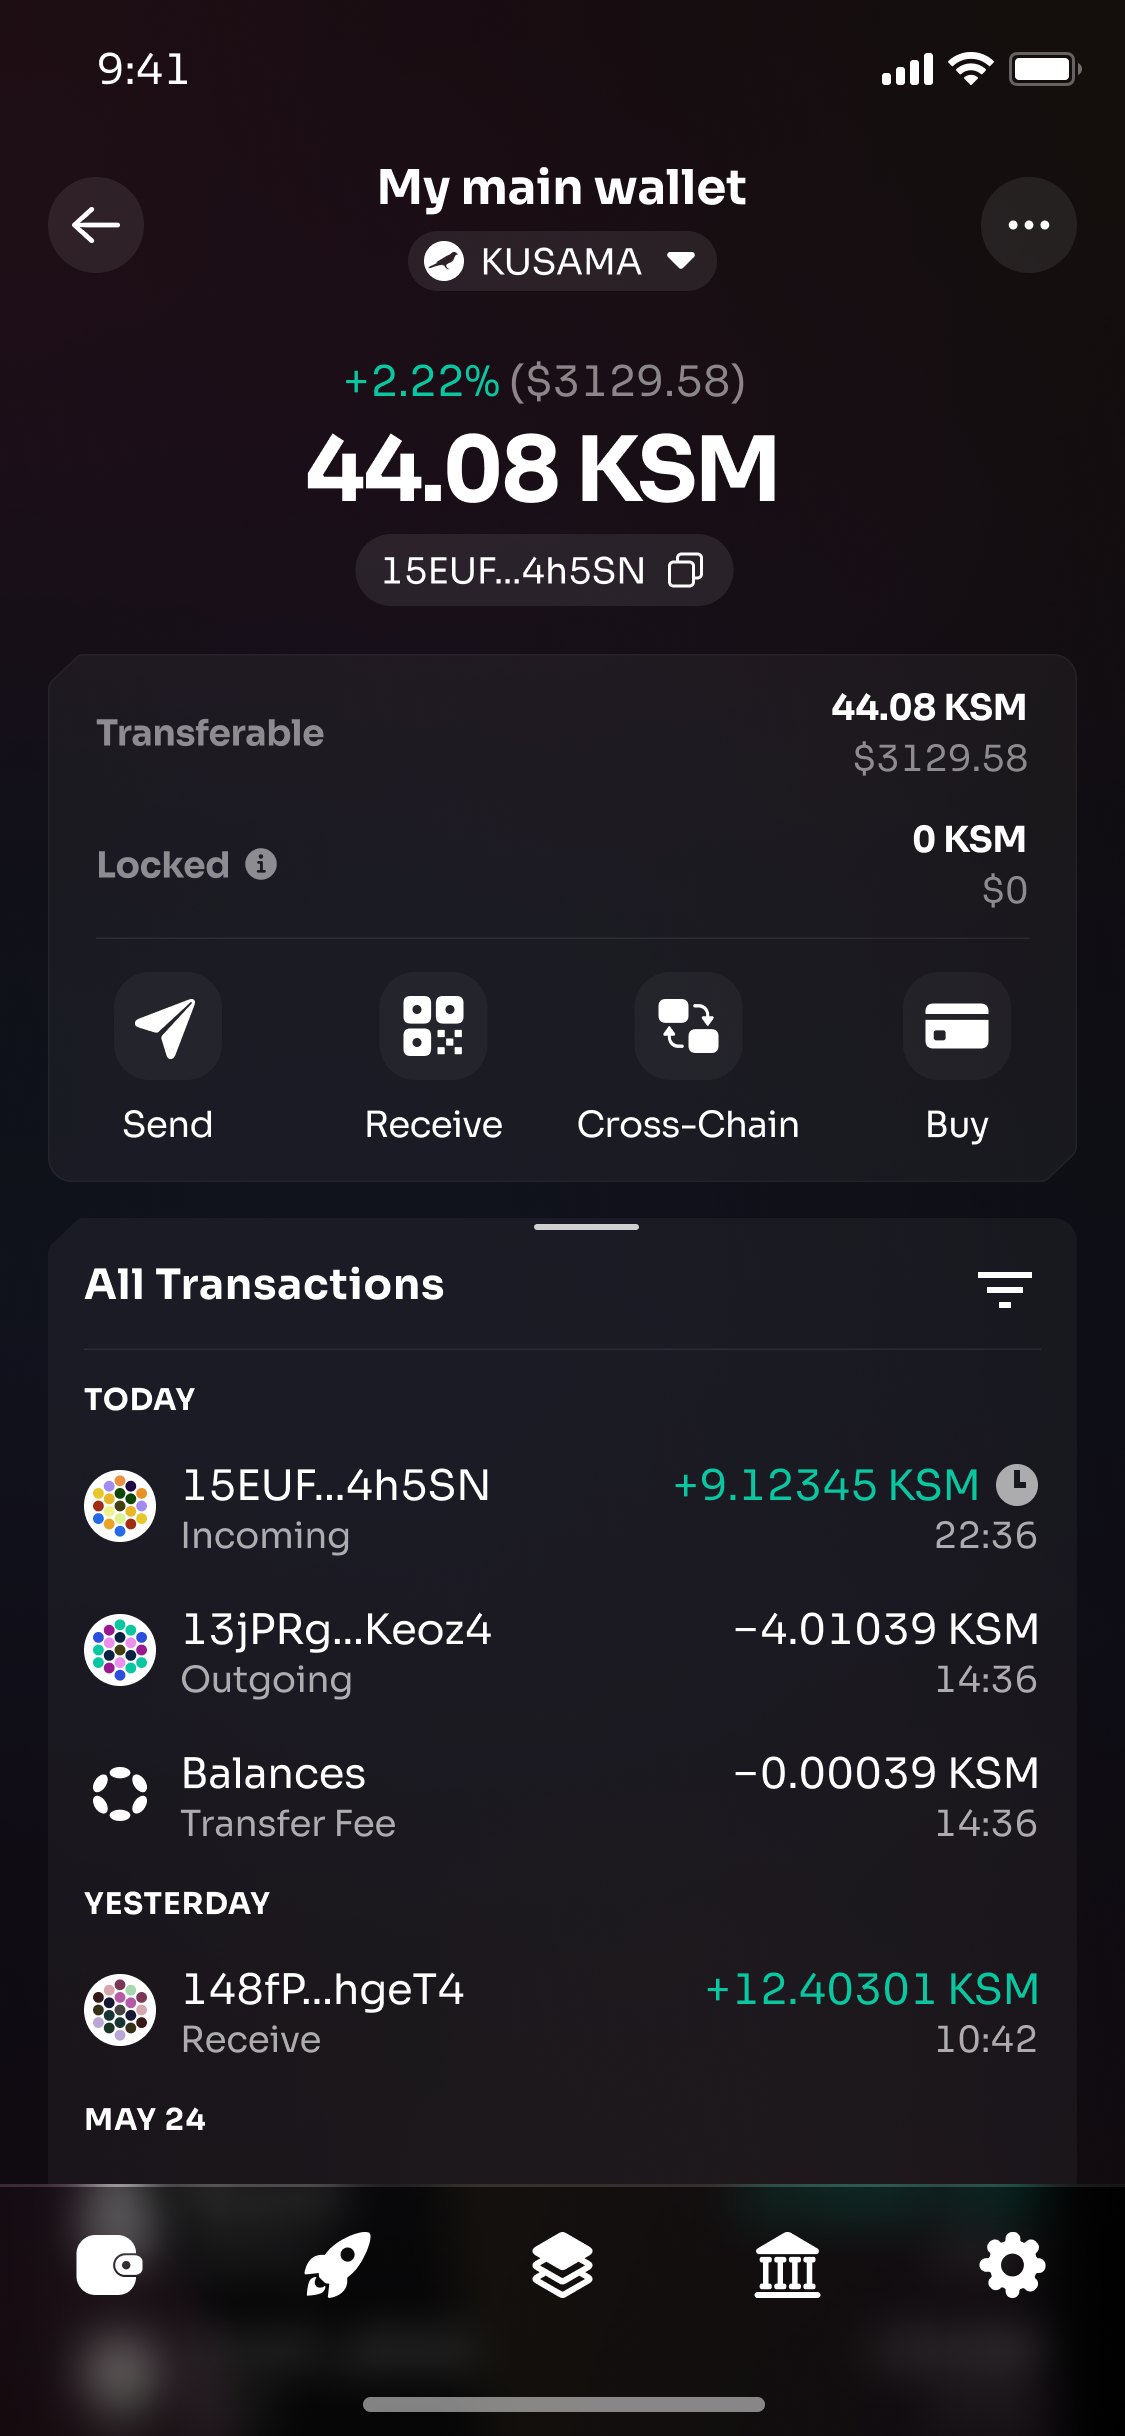 9:41
My main wallet
KUSAMA
+2.22% ($3129.58)
44.08 KSM
15EUF...4h5SN
Transferable
44.08 KSM
$3129.58
Locked
0 KSM
$0
Send
Receive
Cross-Chain
Buy
All Transactions
TODAY
15EUF...4h5SN
+9.12345 KSM
Incoming
22:36
13jPRg...Keoz4
−4.01039 KSM
Outgoing
14:36
Balances
−0.00039 KSM
Transfer Fee
14:36
YESTERDAY
148fP...hgeT4
+12.40301 KSM
Receive
10:42
MAY 24